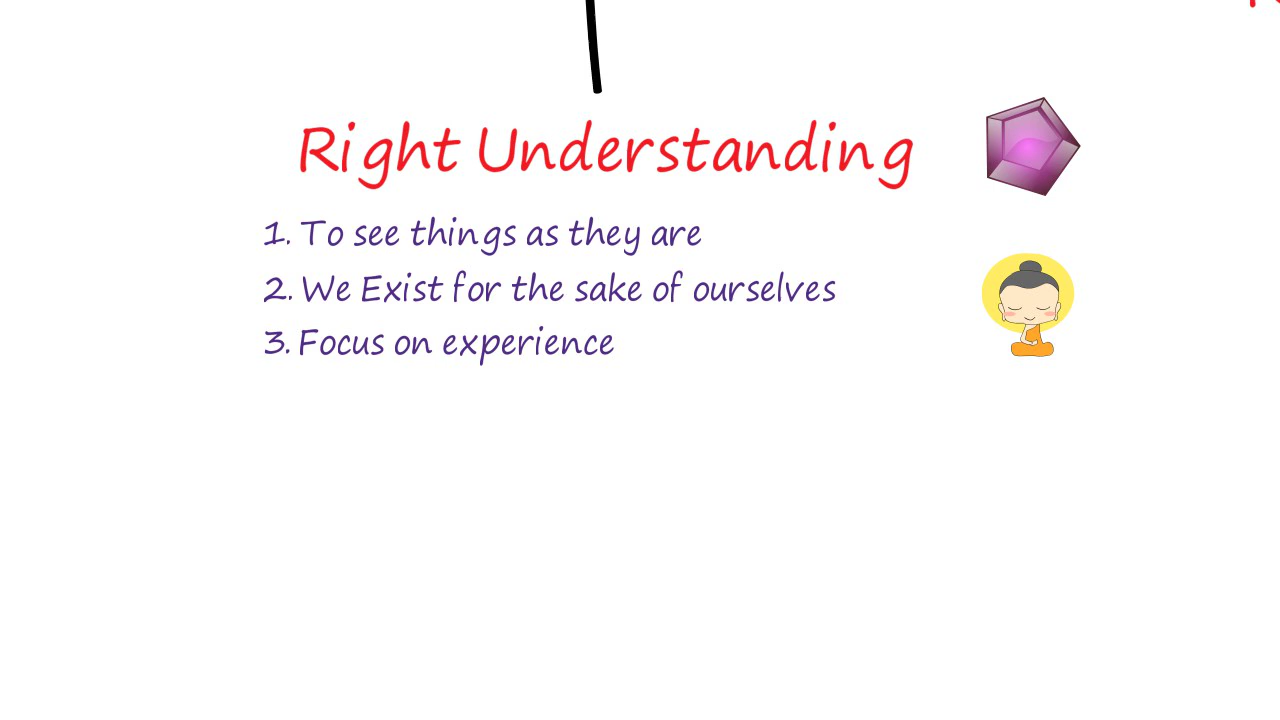 Right Understanding
1. To see things as they are
2. We Exist for the sake of ourselves
3. Focus on experience